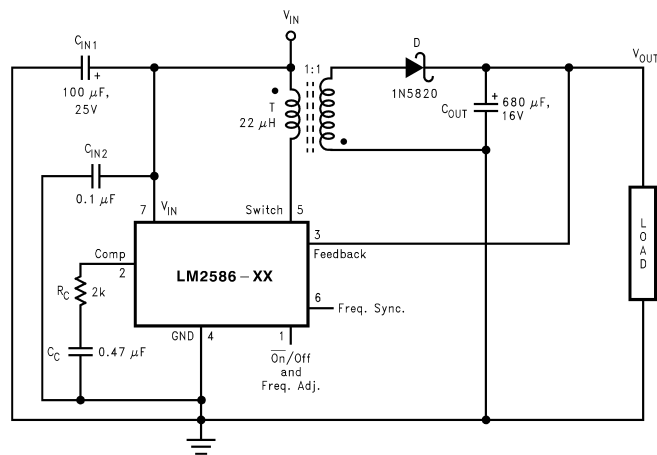 V_IN
C_IN1
+
100 μF,
25V
1:1
T
22 μH
D
1N5820
V_OUT
+
C_OUT
680 μF,
16V
C_IN2
0.1 μF
7
V_IN
Switch
5
3
Feedback
Comp
2
LM2586-XX
R_C
2k
6
Freq. Sync.
L
O
A
D
GND
4
1
C_C
0.47 μF
O̅n̅/Off
and
Freq. Adj.